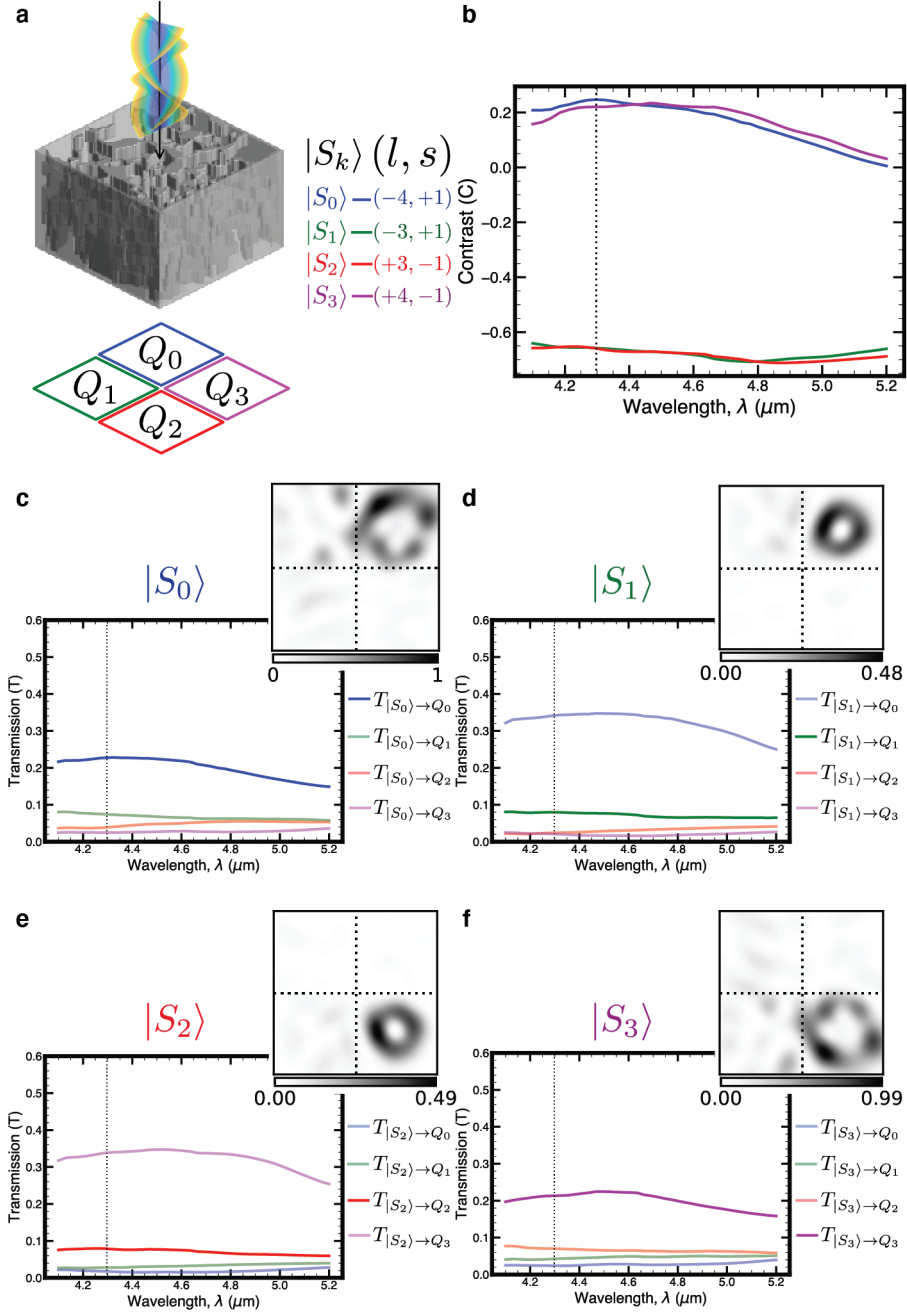 a
|S_k⟩ (l, s)
|S_0⟩ — (−4, +1)
|S_1⟩ — (−3, +1)
|S_2⟩ — (+3, −1)
|S_3⟩ — (+4, −1)
Q_0
Q_1
Q_3
Q_2
b
Contrast (C)
0.2
0.0
−0.2
−0.4
−0.6
4.2 4.4 4.6 4.8 5.0 5.2
Wavelength, λ (μm)
c
|S_0⟩
0 1
Transmission (T)
0.6
0.5
0.4
0.3
0.2
0.1
0.0
4.2 4.4 4.6 4.8 5.0 5.2
Wavelength, λ (μm)
T_{|S_0⟩→Q_0}
T_{|S_0⟩→Q_1}
T_{|S_0⟩→Q_2}
T_{|S_0⟩→Q_3}
d
|S_1⟩
0.00 0.48
Transmission (T)
0.6
0.5
0.4
0.3
0.2
0.1
0.0
4.2 4.4 4.6 4.8 5.0 5.2
Wavelength, λ (μm)
T_{|S_1⟩→Q_0}
T_{|S_1⟩→Q_1}
T_{|S_1⟩→Q_2}
T_{|S_1⟩→Q_3}
e
|S_2⟩
0.00 0.49
Transmission (T)
0.6
0.5
0.4
0.3
0.2
0.1
0.0
4.2 4.4 4.6 4.8 5.0 5.2
Wavelength, λ (μm)
T_{|S_2⟩→Q_0}
T_{|S_2⟩→Q_1}
T_{|S_2⟩→Q_2}
T_{|S_2⟩→Q_3}
f
|S_3⟩
0.00 0.99
Transmission (T)
0.6
0.5
0.4
0.3
0.2
0.1
0.0
4.2 4.4 4.6 4.8 5.0 5.2
Wavelength, λ (μm)
T_{|S_3⟩→Q_0}
T_{|S_3⟩→Q_1}
T_{|S_3⟩→Q_2}
T_{|S_3⟩→Q_3}